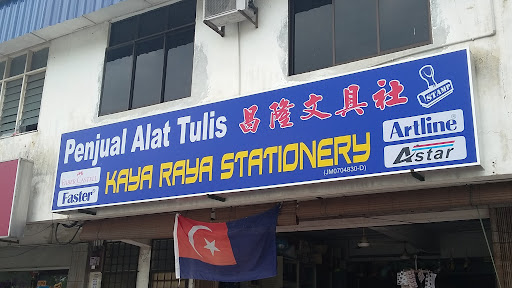 Penjual Alat Tulis 昌隆文具社
STAMP
KAYA RAYA STATIONERY
(JM0704830-D)
Artline
Astar
Faster